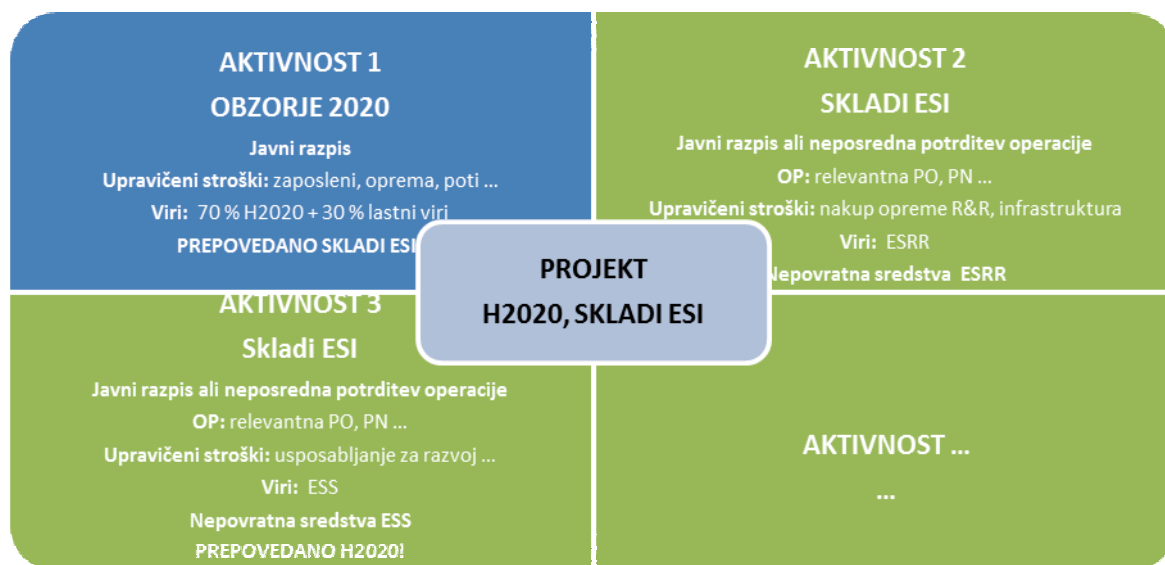 AKTIVNOST 1
OBZORJE 2020
Javni razpis
Upravičeni stroški: zaposleni, oprema, poti ...
Viri: 70 % H2020 + 30 % lastni viri
PREPOVEDANO SKLADI ESI
AKTIVNOST 2
SKLADI ESI
Javni razpis ali neposredna potrditev operacije
OP: relevantna PO, PN ...
Upravičeni stroški: nakup opreme R&R, infrastruktura
Viri: ESRR
Nepovratna sredstva ESRR
PROJEKT
H2020, SKLADI ESI
AKTIVNOST 3
Skladi ESI
Javni razpis ali neposredna potrditev operacije
OP: relevantna PO, PN ...
Upravičeni stroški: usposabljanje za razvoj ...
Viri: ESS
Nepovratna sredstva ESS
PREPOVEDANO H2020!
AKTIVNOST ...
...